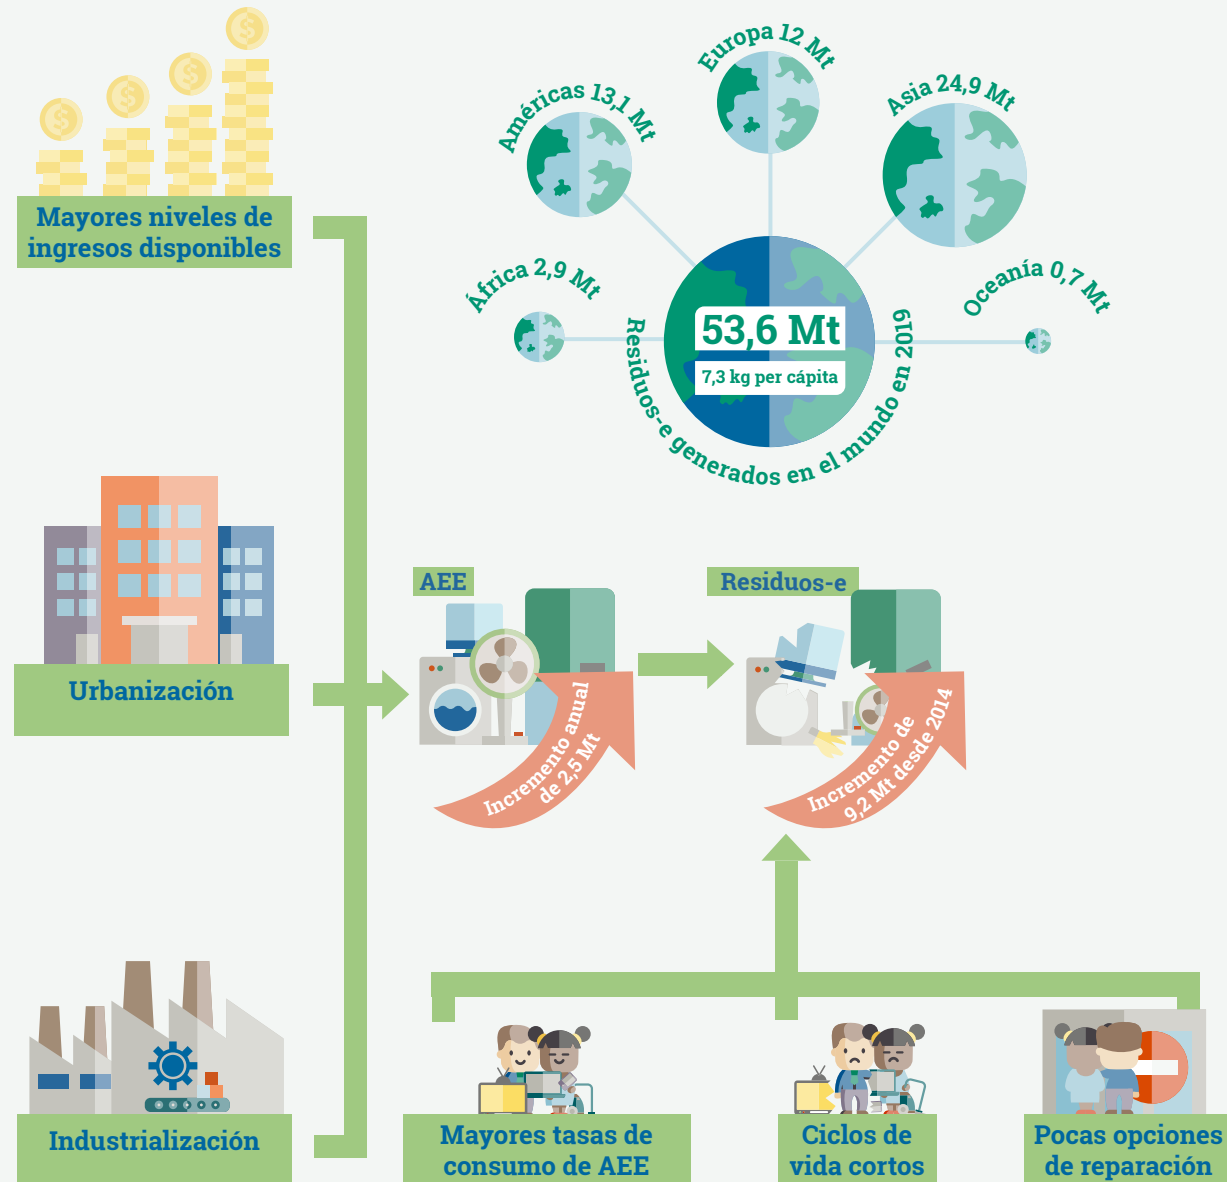 Mayores niveles de
ingresos disponibles
Américas 13,1 Mt
Europa 12 Mt
Asia 24,9 Mt
África 2,9 Mt
Oceanía 0,7 Mt
53,6 Mt
7,3 kg per cápita
Residuos-e generados en el mundo en 2019
Urbanización
AEE
Incremento anual
de 2,5 Mt
Residuos-e
Incremento de
9,2 Mt desde 2014
Industrialización
Mayores tasas de
consumo de AEE
Ciclos de
vida cortos
Pocas opciones
de reparación